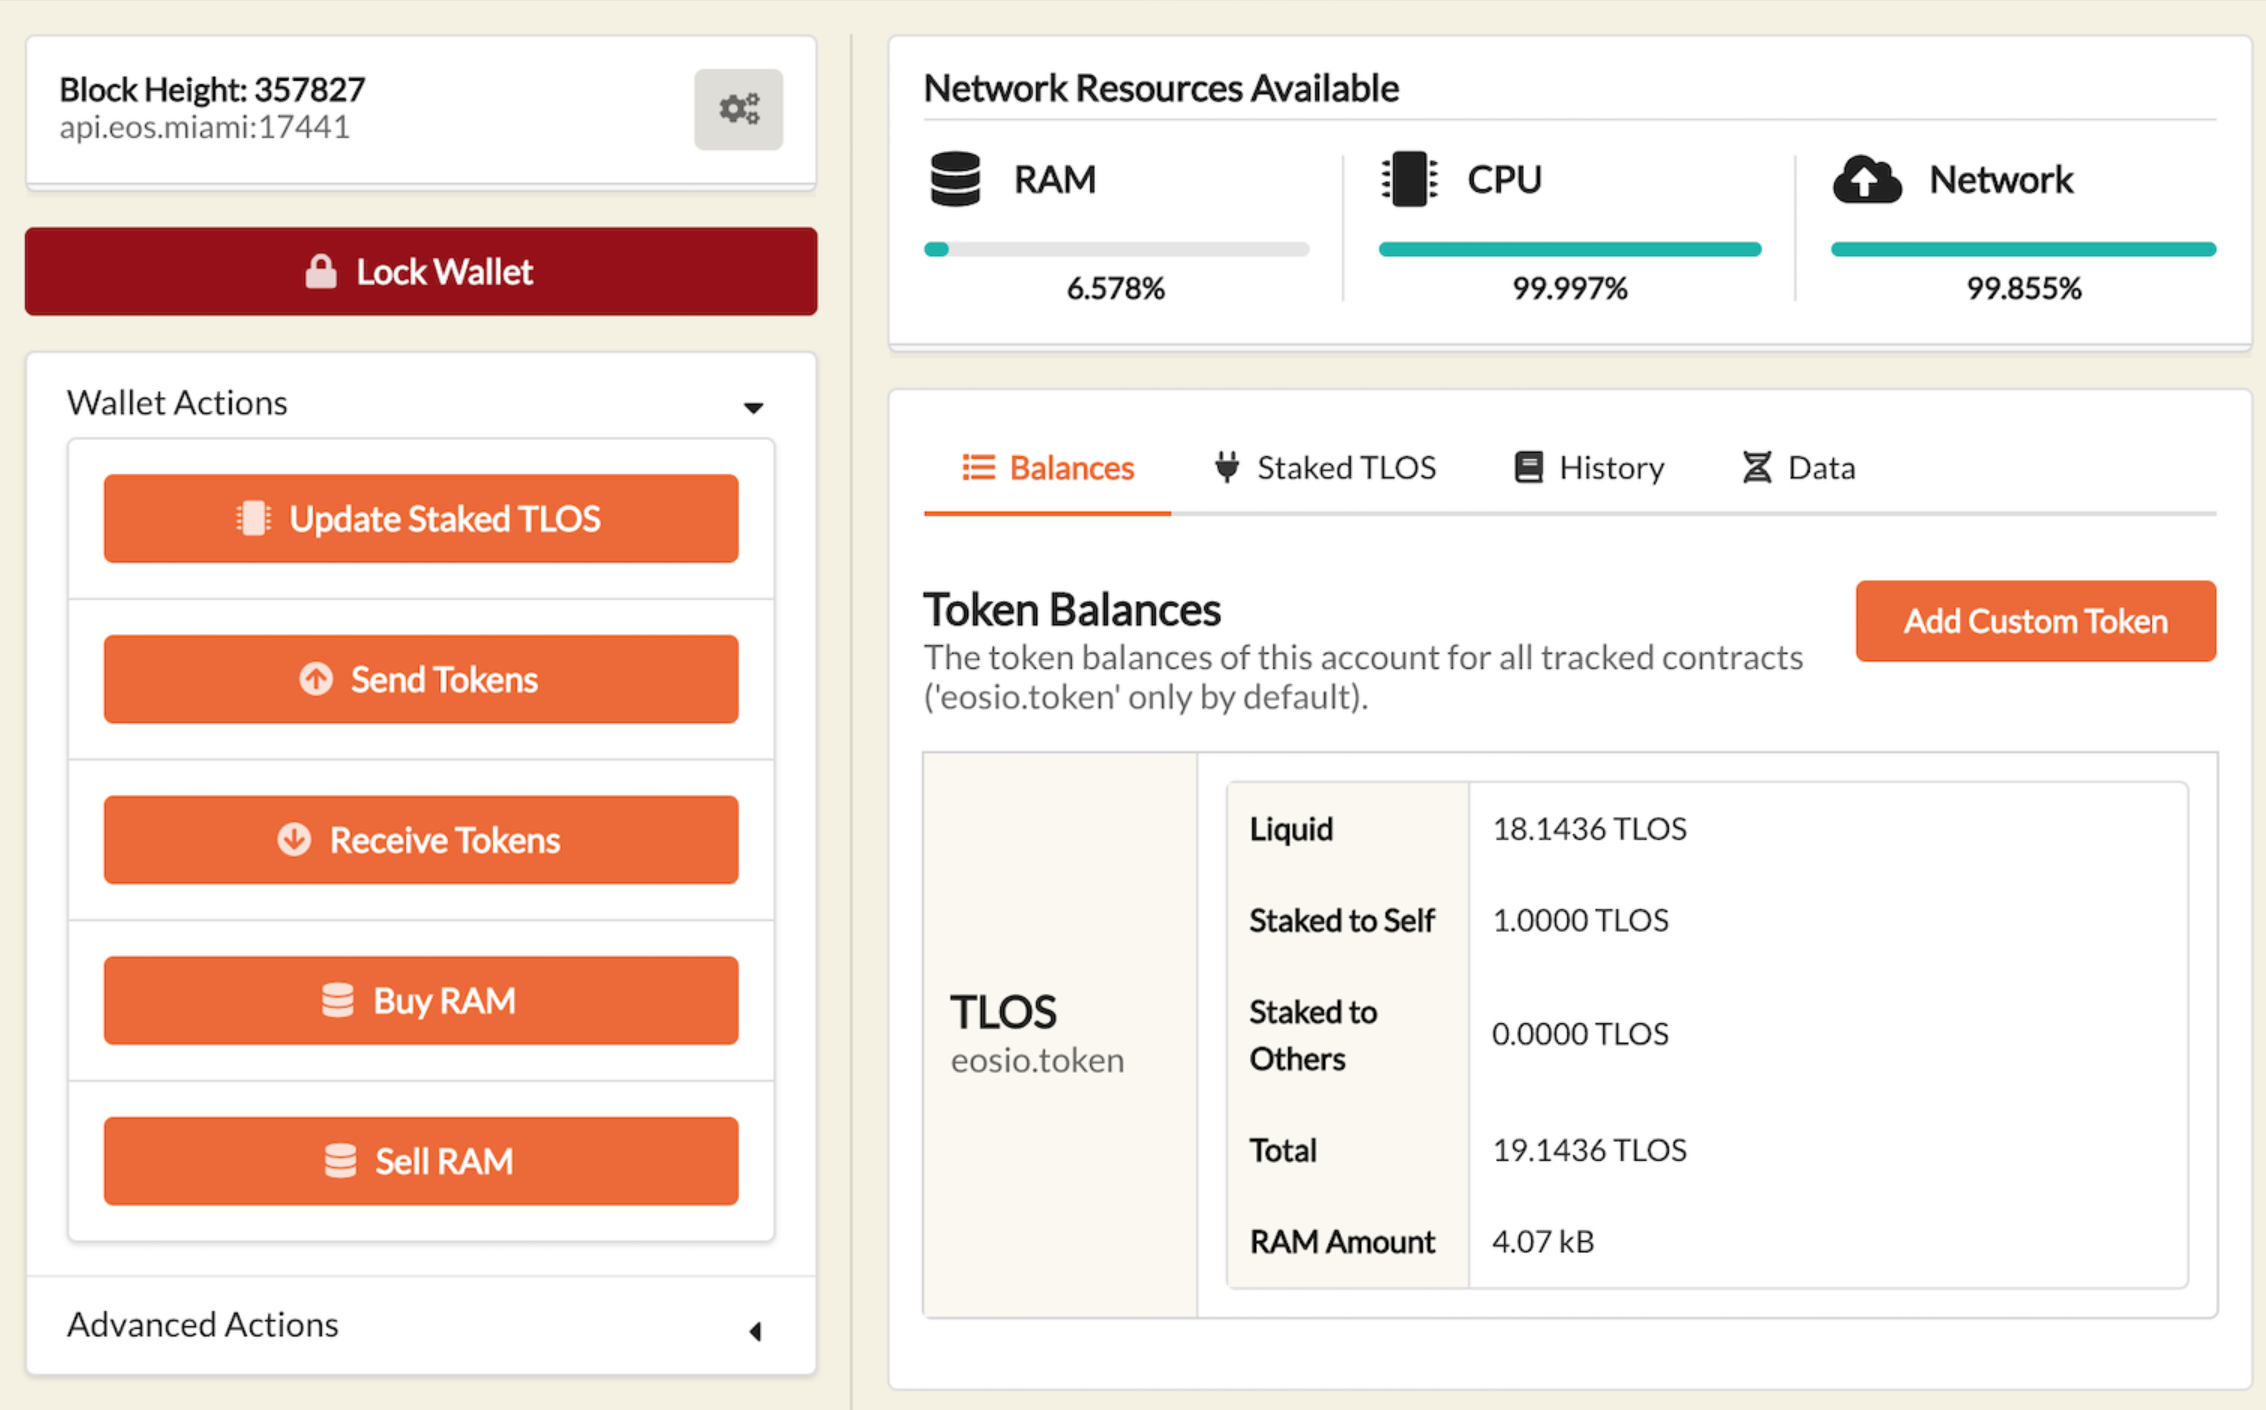 Block Height: 357827
api.eos.miami:17441
Lock Wallet
Wallet Actions
Update Staked TLOS
Send Tokens
Receive Tokens
Buy RAM
Sell RAM
Advanced Actions
Network Resources Available
RAM
6.578%
CPU
99.997%
Network
99.855%
Balances
Staked TLOS
History
Data
Token Balances
The token balances of this account for all tracked contracts
('eosio.token' only by default).
Add Custom Token
TLOS
eosio.token
Liquid 18.1436 TLOS
Staked to Self 1.0000 TLOS
Staked to
Others 0.0000 TLOS
Total 19.1436 TLOS
RAM Amount 4.07 kB